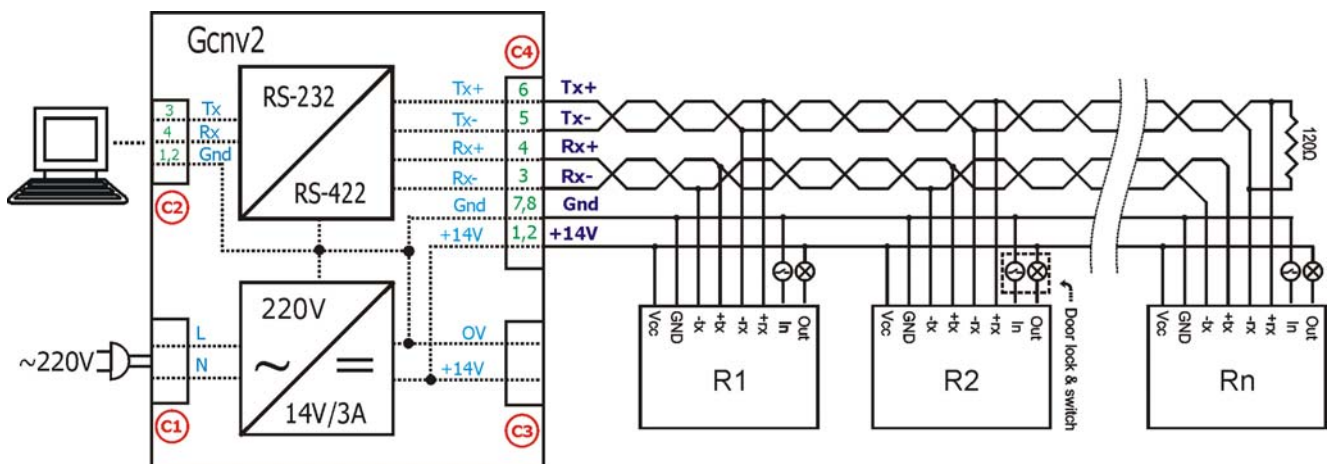 Gcnv2
C4
RS-232
RS-422
3 Tx
4 Rx
1,2 Gnd
C2
Tx+ 6 Tx+
Tx- 5 Tx-
Rx+ 4 Rx+
Rx- 3 Rx-
Gnd 7,8 Gnd
+14V 1,2 +14V
120Ω
~220V
L
N
C1
220V
~
=
14V/3A
OV
+14V
C3
Vcc GND -tx +tx -rx +rx In Out
R1
Vcc GND -tx +tx -rx +rx In Out
R2
Door lock & switch
Vcc GND -tx +tx -rx +rx In Out
Rn